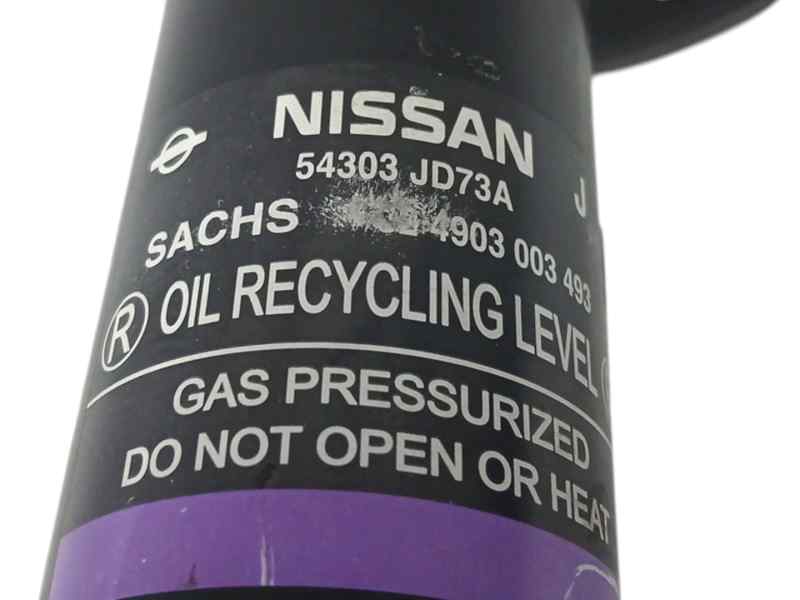 NISSAN J
54303 JD73A
SACHS 4903 003 493
R OIL RECYCLING LEVEL
GAS PRESSURIZED
DO NOT OPEN OR HEAT